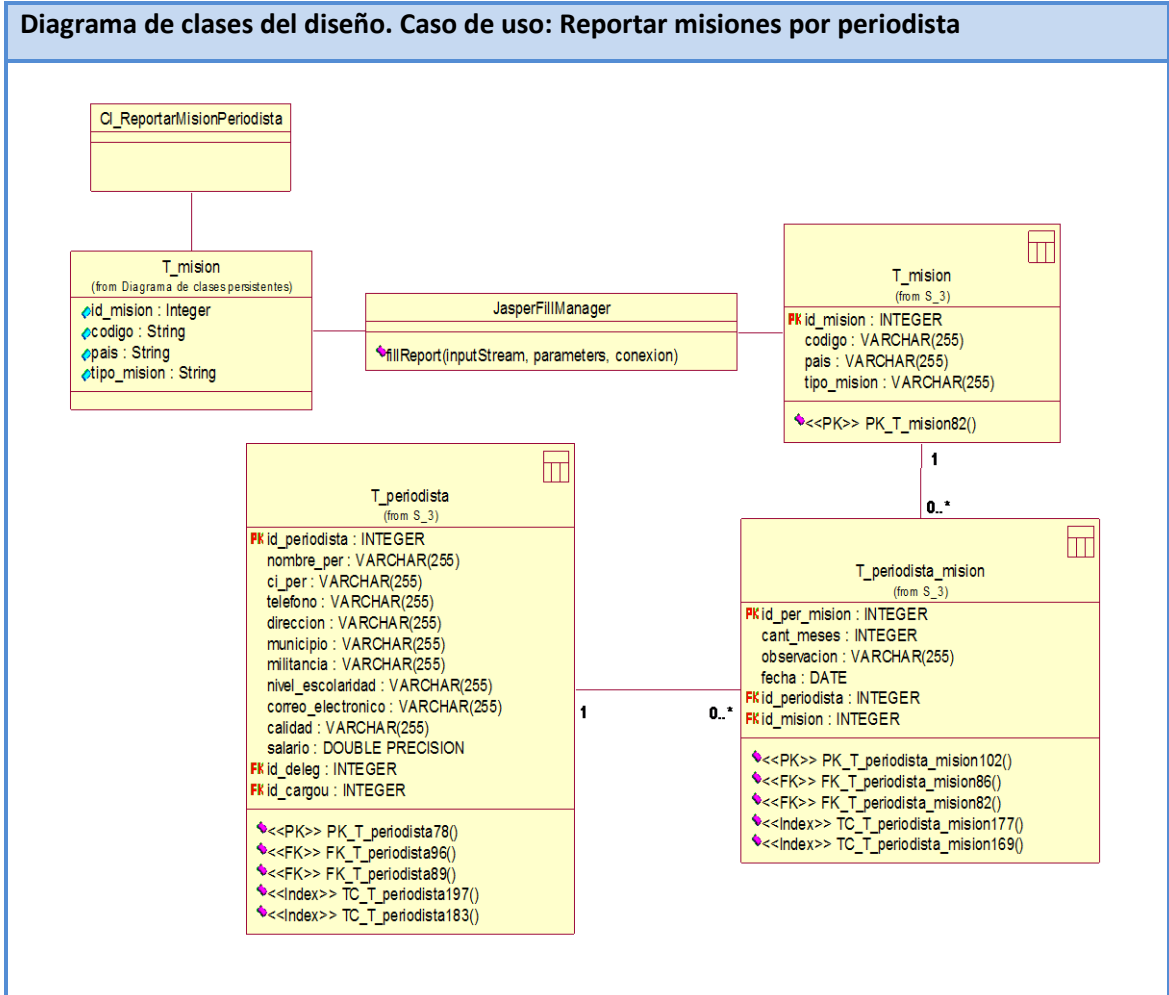 Diagrama de clases del diseño. Caso de uso: Reportar misiones por periodista
CI_ReportarMisionPeriodista
T_mision
(from Diagrama de clases persistentes)
id_mision : Integer
codigo : String
pais : String
tipo_mision : String
JasperFillManager
fillReport(inputStream, parameters, conexion)
T_mision
(from S_3)
PK id_mision : INTEGER
codigo : VARCHAR(255)
pais : VARCHAR(255)
tipo_mision : VARCHAR(255)
<<PK>> PK_T_mision82()
1
0..*
T_periodista
(from S_3)
PK id_periodista : INTEGER
nombre_per : VARCHAR(255)
ci_per : VARCHAR(255)
telefono : VARCHAR(255)
direccion : VARCHAR(255)
municipio : VARCHAR(255)
militancia : VARCHAR(255)
nivel_escolaridad : VARCHAR(255)
correo_electronico : VARCHAR(255)
calidad : VARCHAR(255)
salario : DOUBLE PRECISION
FK id_deleg : INTEGER
FK id_cargou : INTEGER
<<PK>> PK_T_periodista78()
<<FK>> FK_T_periodista96()
<<FK>> FK_T_periodista89()
<<Index>> TC_T_periodista197()
<<Index>> TC_T_periodista183()
1
0..*
T_periodista_mision
(from S_3)
PK id_per_mision : INTEGER
cant_meses : INTEGER
observacion : VARCHAR(255)
fecha : DATE
FK id_periodista : INTEGER
FK id_mision : INTEGER
<<PK>> PK_T_periodista_mision102()
<<FK>> FK_T_periodista_mision86()
<<FK>> FK_T_periodista_mision82()
<<Index>> TC_T_periodista_mision177()
<<Index>> TC_T_periodista_mision169()